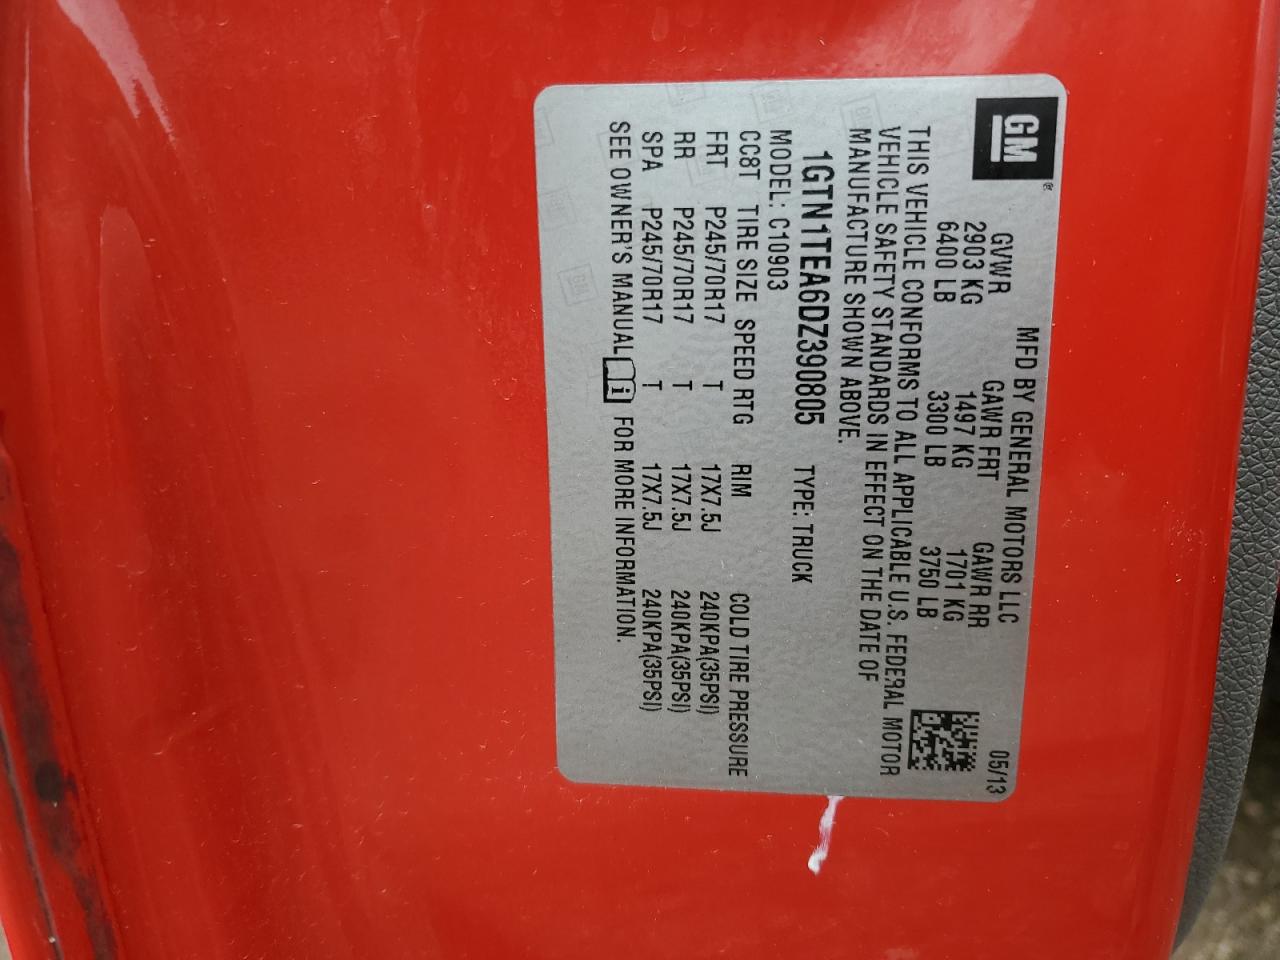 GM®
MFD BY GENERAL MOTORS LLC 05/13
GVWR GAWR FRT GAWR RR
2903 KG 1497 KG 1701 KG
6400 LB 3300 LB 3750 LB
THIS VEHICLE CONFORMS TO ALL APPLICABLE U.S. FEDERAL MOTOR
VEHICLE SAFETY STANDARDS IN EFFECT ON THE DATE OF
MANUFACTURE SHOWN ABOVE.
1GTN1TEA6DZ390805 TYPE: TRUCK
MODEL: C10903
CC8T TIRE SIZE SPEED RTG RIM COLD TIRE PRESSURE
FRT P245/70R17 T 17X7.5J 240KPA(35PSI)
RR P245/70R17 T 17X7.5J 240KPA(35PSI)
SPA P245/70R17 T 17X7.5J 240KPA(35PSI)
SEE OWNER'S MANUAL i FOR MORE INFORMATION.